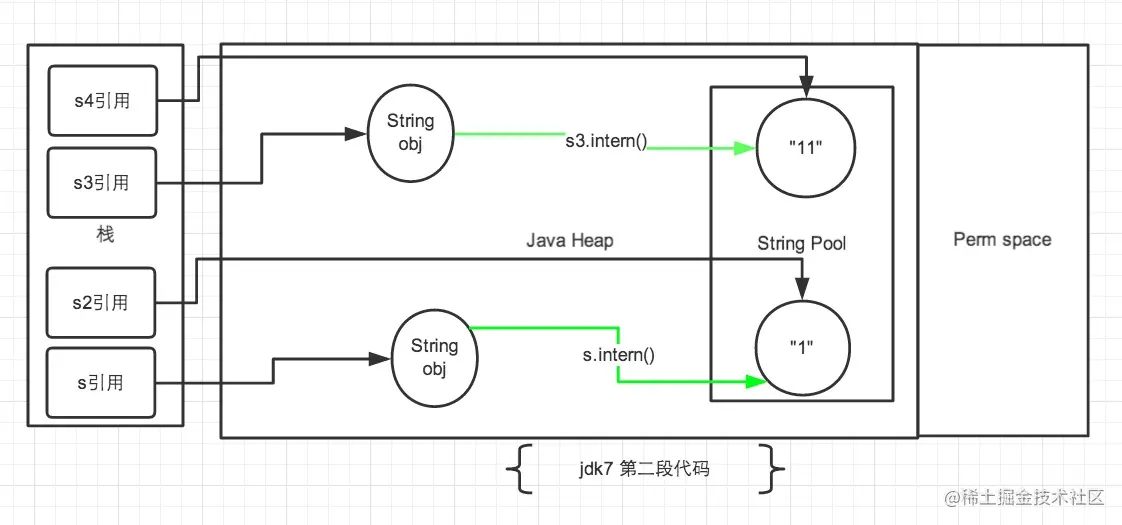 s4引用
String
obj
s3.intern()
"11"
s3引用
栈
Java Heap
String Pool
Perm space
s2引用
String
obj
s.intern()
"1"
s引用
jdk7 第二段代码
@稀土掘金技术社区